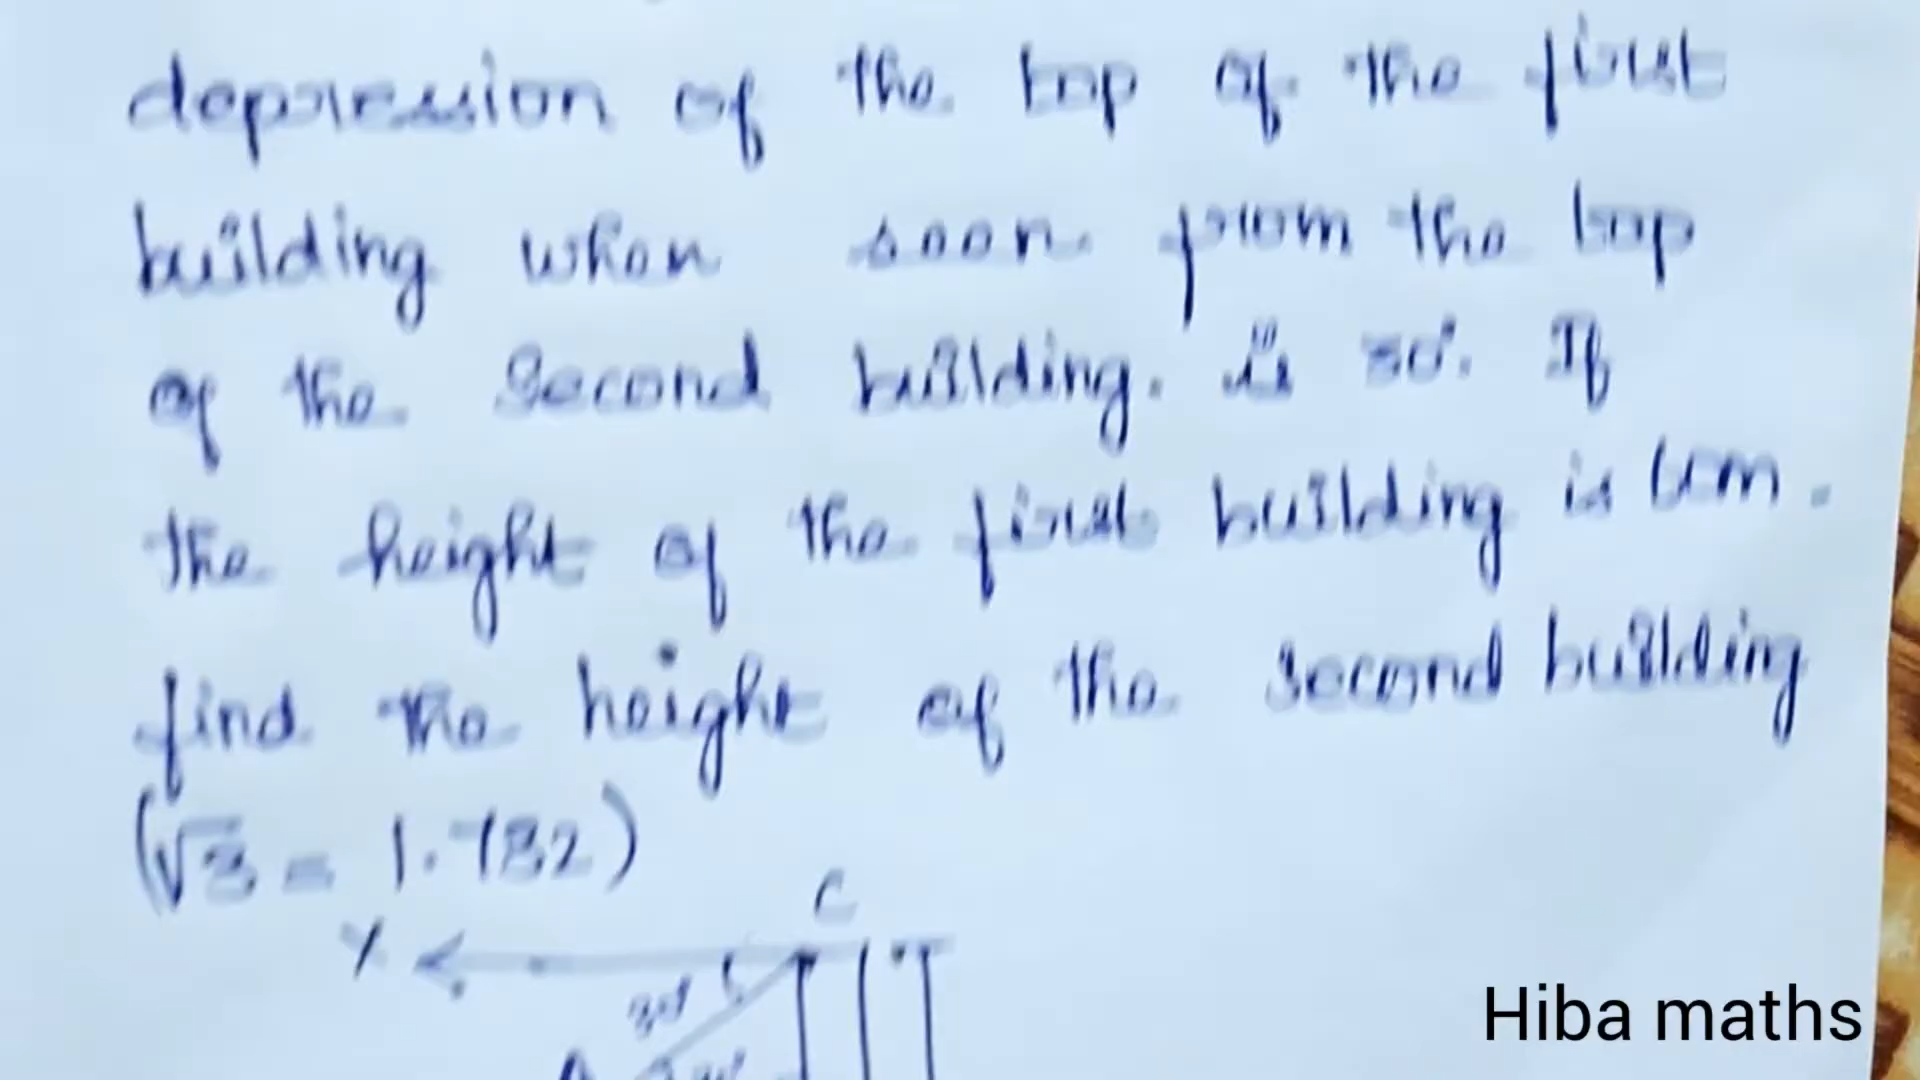 depression of the top of the first
building when seen from the top
of the second building. is 30°. If
the height of the first building is 60m.
find the height of the second building
(√3 = 1.732)
C
X
30°
A
Hiba maths